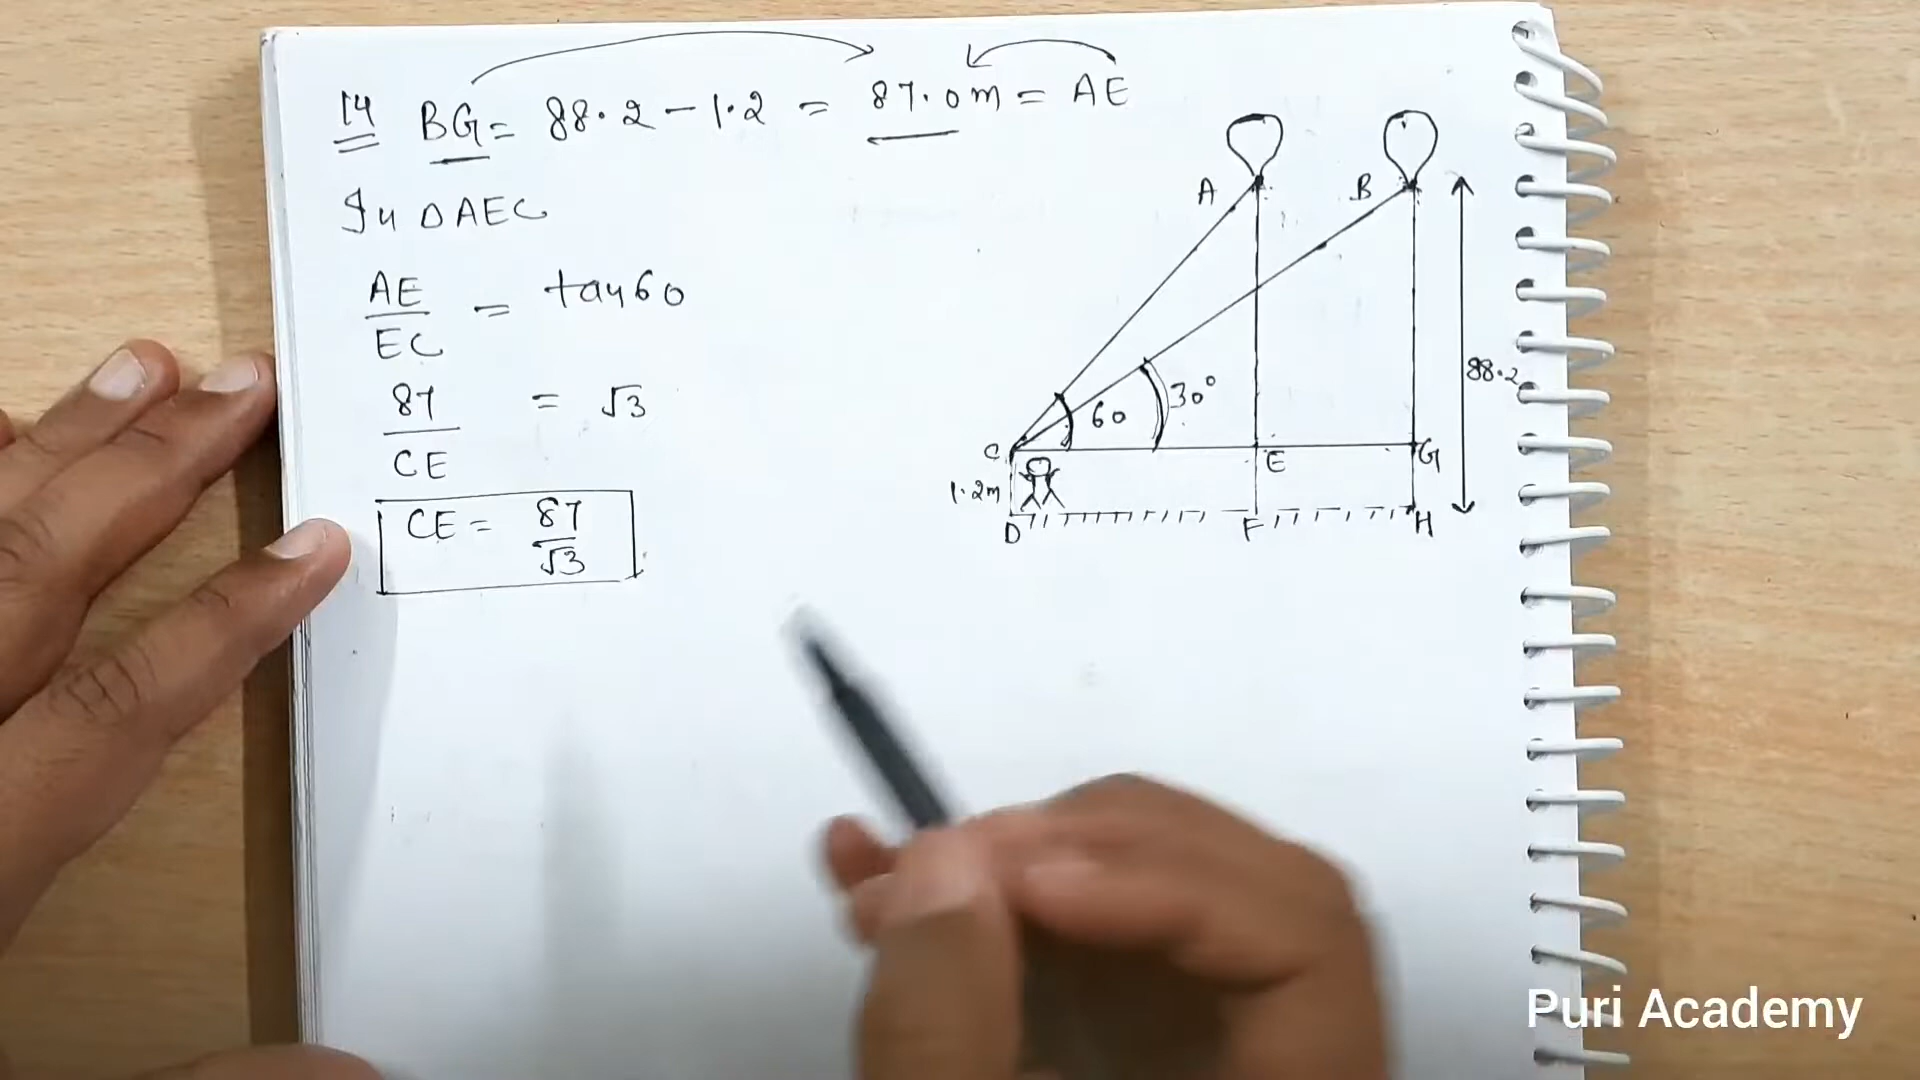 14 BG = 88.2 - 1.2 = 87.0m = AE
In △AEC
AE/EC = tan60
87/CE = √3
CE = 87/√3
A
B
88.2
60
30°
C
E
G
1.2m
D
F
H
Puri Academy